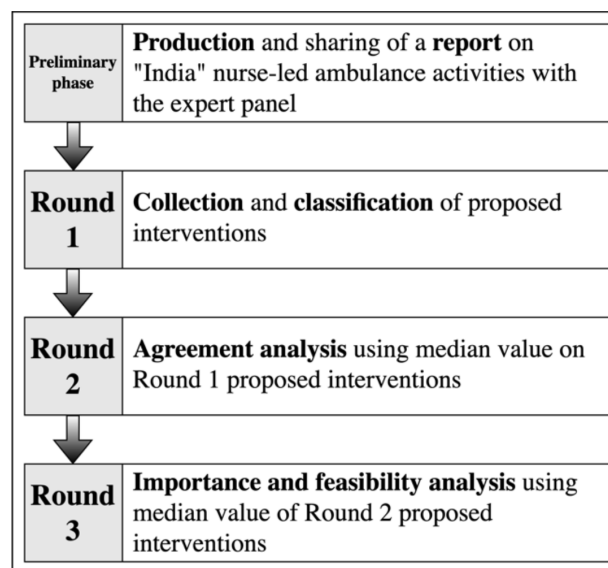 Preliminary
phase
Production and sharing of a report on
"India" nurse-led ambulance activities with
the expert panel
Round
1
Collection and classification of proposed
interventions
Round
2
Agreement analysis using median value on
Round 1 proposed interventions
Round
3
Importance and feasibility analysis using
median value of Round 2 proposed
interventions